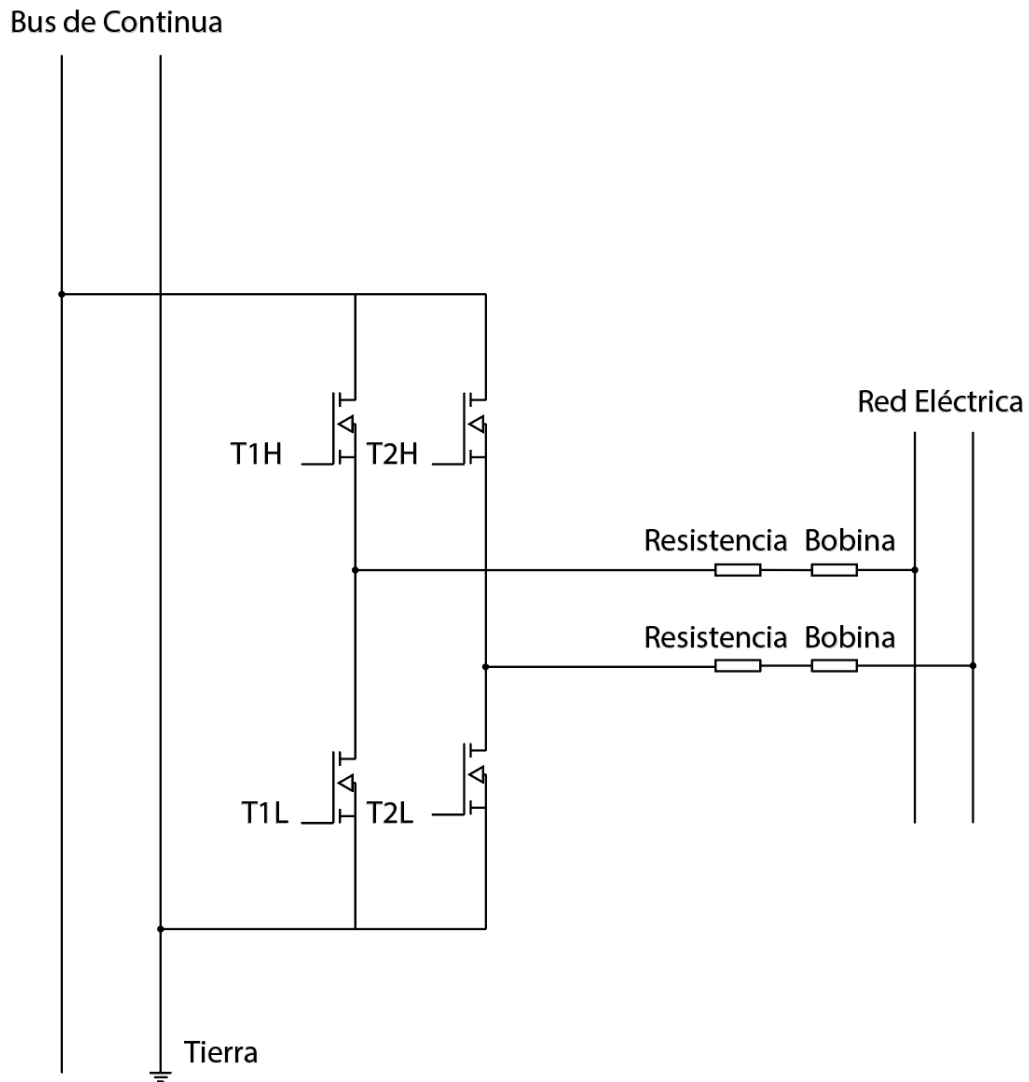 Bus de Continua
Red Eléctrica
T1H T2H
Resistencia Bobina
Resistencia Bobina
T1L T2L
Tierra